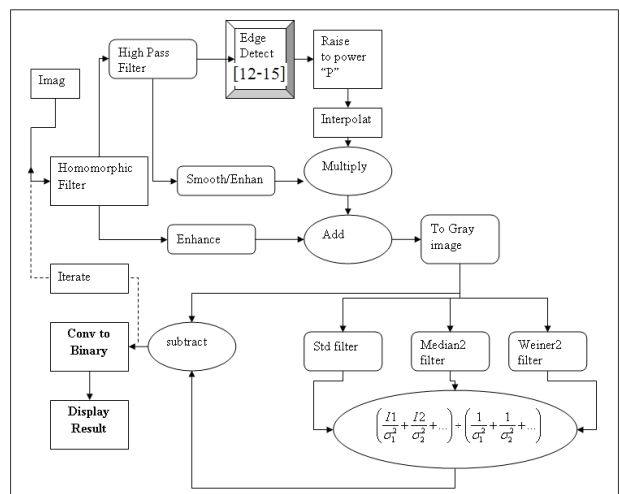 High Pass
Filter
Edge
Detect
[12-15]
Raise
to power
“P”
Imag
Interpolat
Homomorphic
Filter
Smooth/Enhan
Multiply
Enhance
Add
To Gray
image
Iterate
Conv to
Binary
subtract
Std filter
Median2
filter
Weiner2
filter
Display
Result
(I1/σ₁² + I2/σ₂² + ...) ÷ (1/σ₁² + 1/σ₂² + ...)